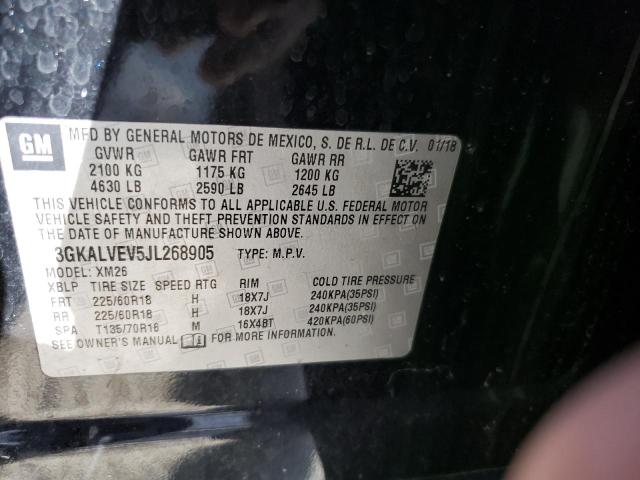 GM
MFD BY GENERAL MOTORS DE MEXICO, S. DE R.L. DE C.V. 01/18
GVWR GAWR FRT GAWR RR
2100 KG 1175 KG 1200 KG
4630 LB 2590 LB 2645 LB
THIS VEHICLE CONFORMS TO ALL APPLICABLE U.S. FEDERAL MOTOR
VEHICLE SAFETY AND THEFT PREVENTION STANDARDS IN EFFECT ON
THE DATE OF MANUFACTURE SHOWN ABOVE.
3GKALVEV5JL268905 TYPE: M.P.V.
MODEL: XM26
XBLP TIRE SIZE SPEED RTG RIM COLD TIRE PRESSURE
FRT 225/60R18 H 18X7J 240KPA(35PSI)
RR 225/60R18 H 18X7J 240KPA(35PSI)
SPA T135/70R16 M 16X4BT 420KPA(60PSI)
SEE OWNER'S MANUAL FOR MORE INFORMATION.